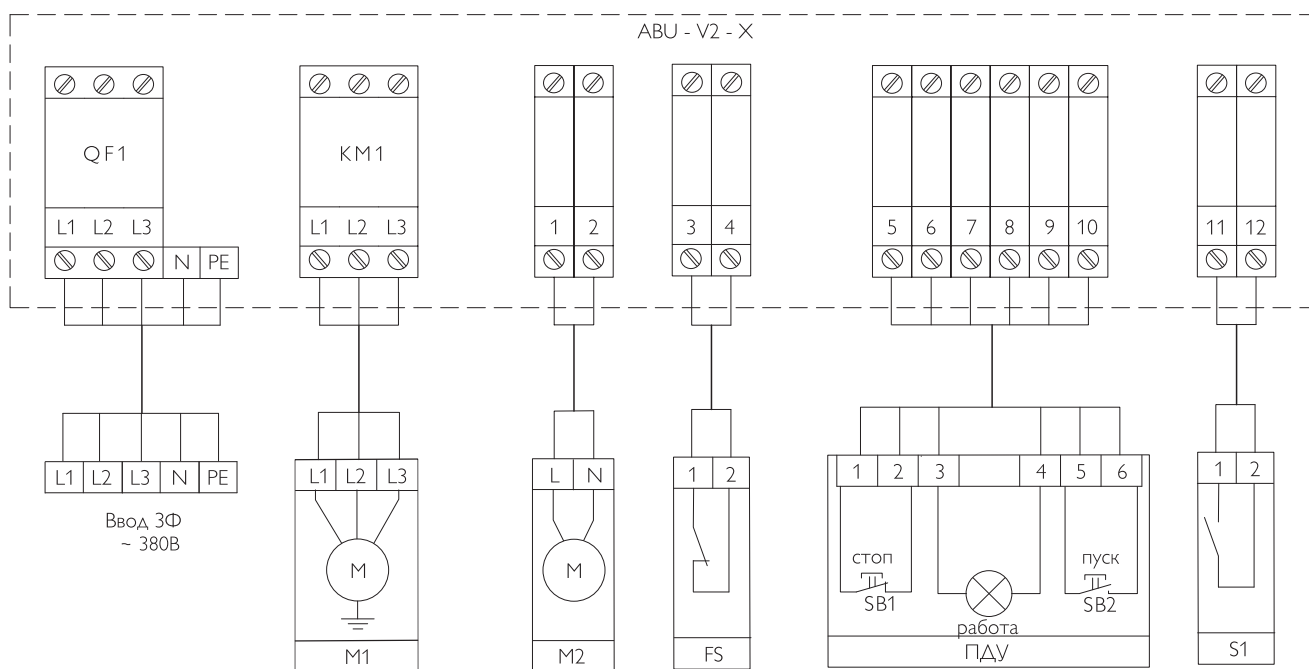 ABU - V2 - X
QF1
KM1
L1 L2 L3
L1 L2 L3
1 2
3 4
5 6 7 8 9 10
11 12
N PE
L1 L2 L3 N PE
L1 L2 L3
L N
1 2
1 2 3 4 5 6
1 2
Ввод 3Ф
~ 380В
M
M
стоп
SB1
пуск
SB2
работа
M1
M2
FS
ПДУ
S1